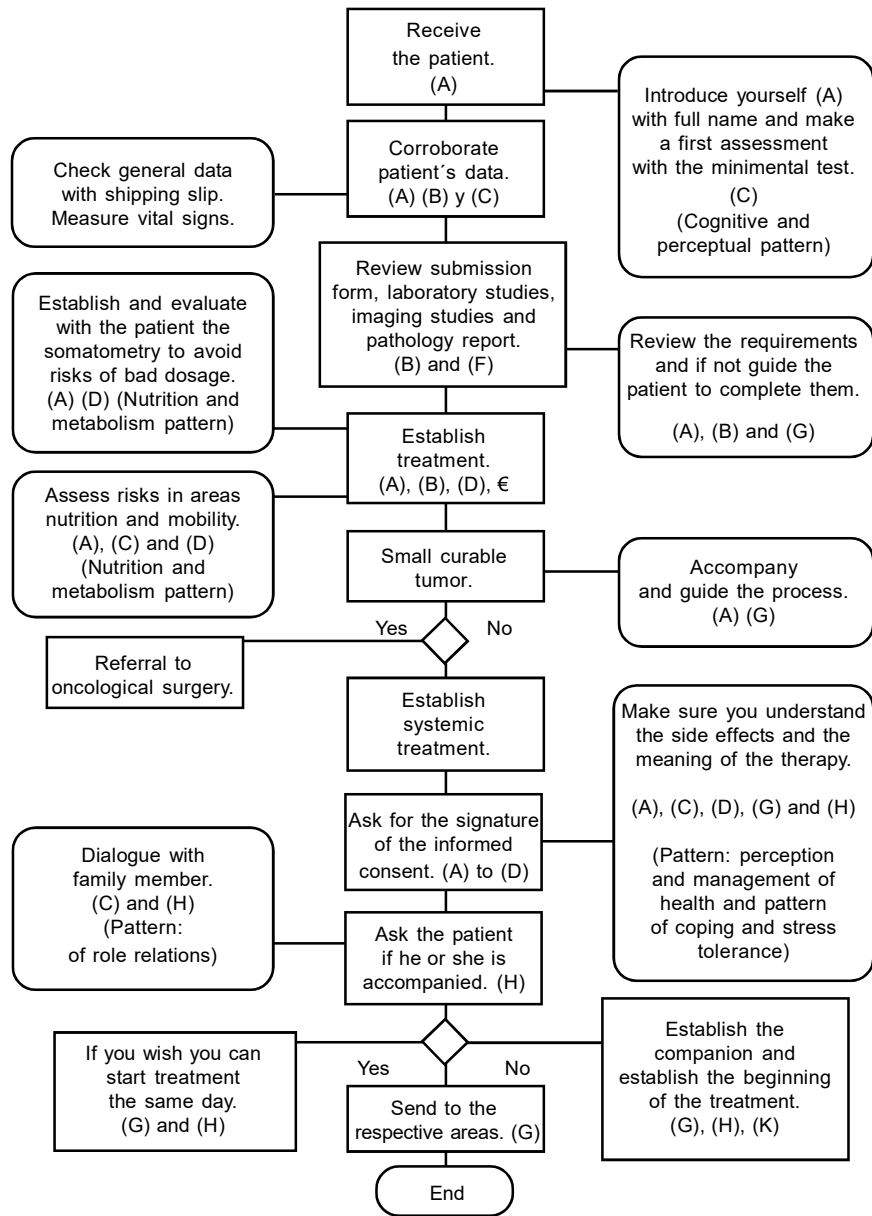 Receive
the patient.
(A)
Introduce yourself (A)
with full name and make
a first assessment
with the minimental test.
(C)
(Cognitive and
perceptual pattern)
Corroborate
patient´s data.
(A) (B) y (C)
Check general data
with shipping slip.
Measure vital signs.
Review submission
form, laboratory studies,
imaging studies and
pathology report.
(B) and (F)
Establish and evaluate
with the patient the
somatometry to avoid
risks of bad dosage.
(A) (D) (Nutrition and
metabolism pattern)
Review the requirements
and if not guide the
patient to complete them.
(A), (B) and (G)
Establish
treatment.
(A), (B), (D), €
Assess risks in areas
nutrition and mobility.
(A), (C) and (D)
(Nutrition and
metabolism pattern)
Small curable
tumor.
Accompany
and guide the process.
(A) (G)
Yes
No
Referral to
oncological surgery.
Establish
systemic
treatment.
Make sure you understand
the side effects and the
meaning of the therapy.
(A), (C), (D), (G) and (H)
(Pattern: perception
and management of
health and pattern
of coping and stress
tolerance)
Ask for the signature
of the informed
consent. (A) to (D)
Dialogue with
family member.
(C) and (H)
(Pattern:
of role relations)
Ask the patient
if he or she is
accompanied. (H)
If you wish you can
start treatment
the same day.
(G) and (H)
Yes
No
Establish the
companion and
establish the beginning
of the treatment.
(G), (H), (K)
Send to the
respective areas. (G)
End